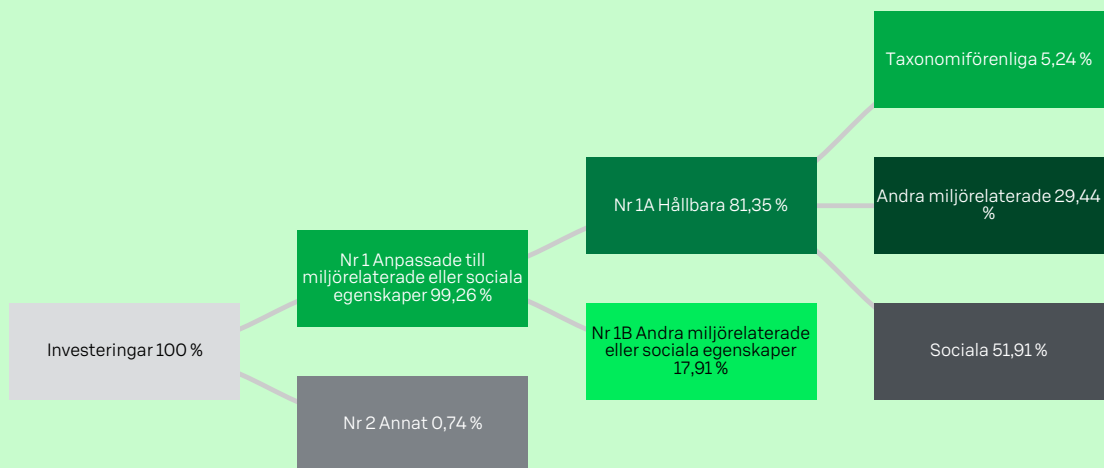 Investeringar 100 %
Nr 1 Anpassade till
miljörelaterade eller sociala
egenskaper 99,26 %
Nr 2 Annat 0,74 %
Nr 1A Hållbara 81,35 %
Nr 1B Andra miljörelaterade
eller sociala egenskaper
17,91 %
Taxonomiförenliga 5,24 %
Andra miljörelaterade 29,44
%
Sociala 51,91 %